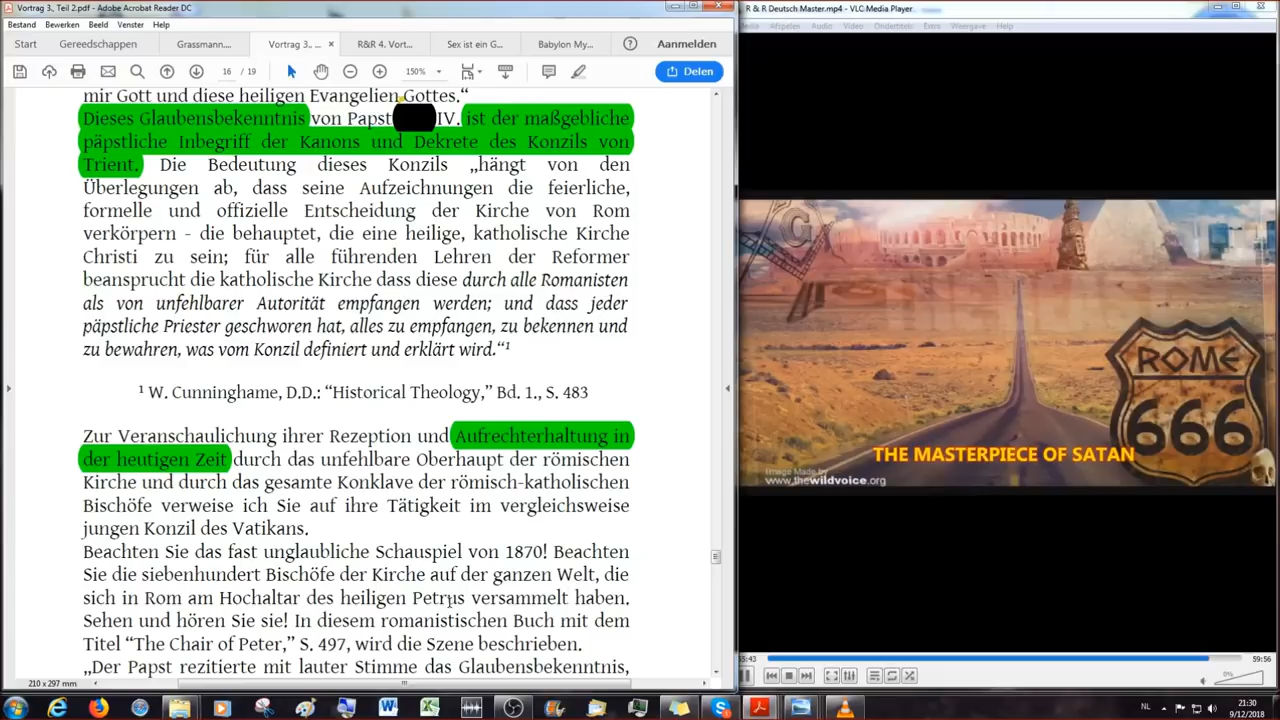 Vortrag 3, Teil 2.pdf - Adobe Acrobat Reader DC
Bestand Bewerken Beeld Venster Help
Start Gereedschappen Grassmann.... Vortrag 3.. ... × R&R 4. Vort... Sex ist ein G... Babylon My... Aanmelden
16 / 19 150% Delen
mir Gott und diese heiligen Evangelien Gottes.“
Dieses Glaubensbekenntnis von Papst IV. ist der maßgebliche
päpstliche Inbegriff der Kanons und Dekrete des Konzils von
Trient. Die Bedeutung dieses Konzils „hängt von den
Überlegungen ab, dass seine Aufzeichnungen die feierliche,
formelle und offizielle Entscheidung der Kirche von Rom
verkörpern - die behauptet, die eine heilige, katholische Kirche
Christi zu sein; für alle führenden Lehren der Reformer
beansprucht die katholische Kirche dass diese durch alle Romanisten
als von unfehlbarer Autorität empfangen werden; und dass jeder
päpstliche Priester geschworen hat, alles zu empfangen, zu bekennen und
zu bewahren, was vom Konzil definiert und erklärt wird.“¹
¹ W. Cunninghame, D.D.: “Historical Theology,” Bd. 1., S. 483
Zur Veranschaulichung ihrer Rezeption und Aufrechterhaltung in
der heutigen Zeit durch das unfehlbare Oberhaupt der römischen
Kirche und durch das gesamte Konklave der römisch-katholischen
Bischöfe verweise ich Sie auf ihre Tätigkeit im vergleichsweise
jungen Konzil des Vatikans.
Beachten Sie das fast unglaubliche Schauspiel von 1870! Beachten
Sie die siebenhundert Bischöfe der Kirche auf der ganzen Welt, die
sich in Rom am Hochaltar des heiligen Petrus versammelt haben.
Sehen und hören Sie sie! In diesem romanistischen Buch mit dem
Titel “The Chair of Peter,” S. 497, wird die Szene beschrieben.
„Der Papst rezitierte mit lauter Stimme das Glaubensbekenntnis,
210 x 297 mm
R & R Deutsch Master.mp4 - VLC Media Player
Afspelen Audio Video Ondertitels Extra Weergave Help
G
ROME
666
THE MASTERPIECE OF SATAN
Image Made by
www.thewildvoice.org
59:56
NL 21:30
9/12/2018